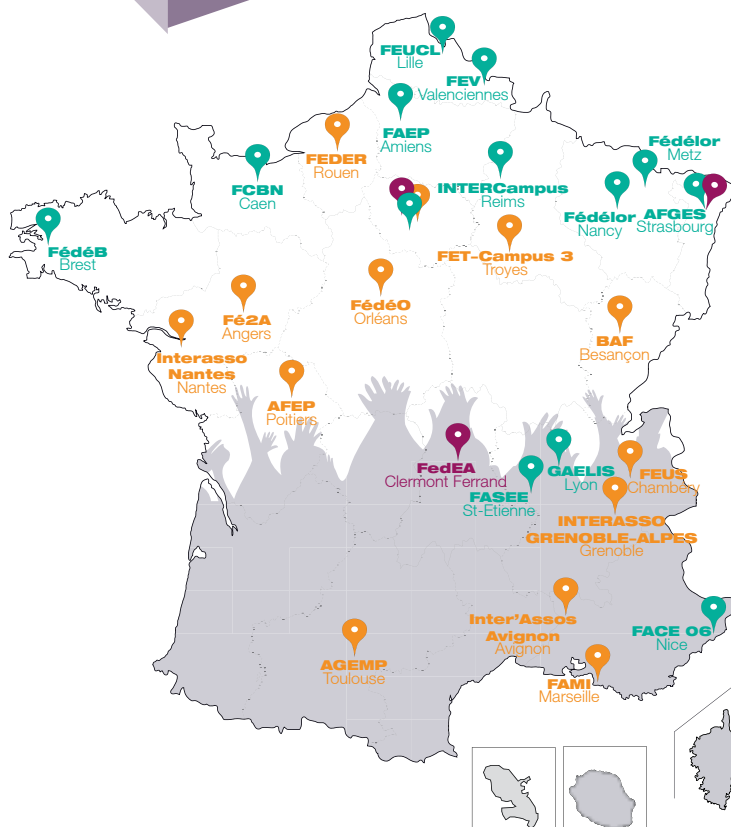 FEUCL
Lille
FEV
Valenciennes
FAEP
Amiens
FEDER
Rouen
FCBN
Caen
INTERCampus
Reims
Fédélor
Metz
Fédélor
Nancy
AFGES
Strasbourg
FédéB
Brest
FET-Campus 3
Troyes
FédéO
Orléans
Fé2A
Angers
Interasso
Nantes
Nantes
BAF
Besançon
AFEP
Poitiers
FedEA
Clermont Ferrand
GAELIS
Lyon
FASEE
St-Etienne
FEUS
Chambéry
INTERASSO
GRENOBLE-ALPES
Grenoble
Inter'Assos
Avignon
Avignon
FACE 06
Nice
AGEMP
Toulouse
FAMI
Marseille